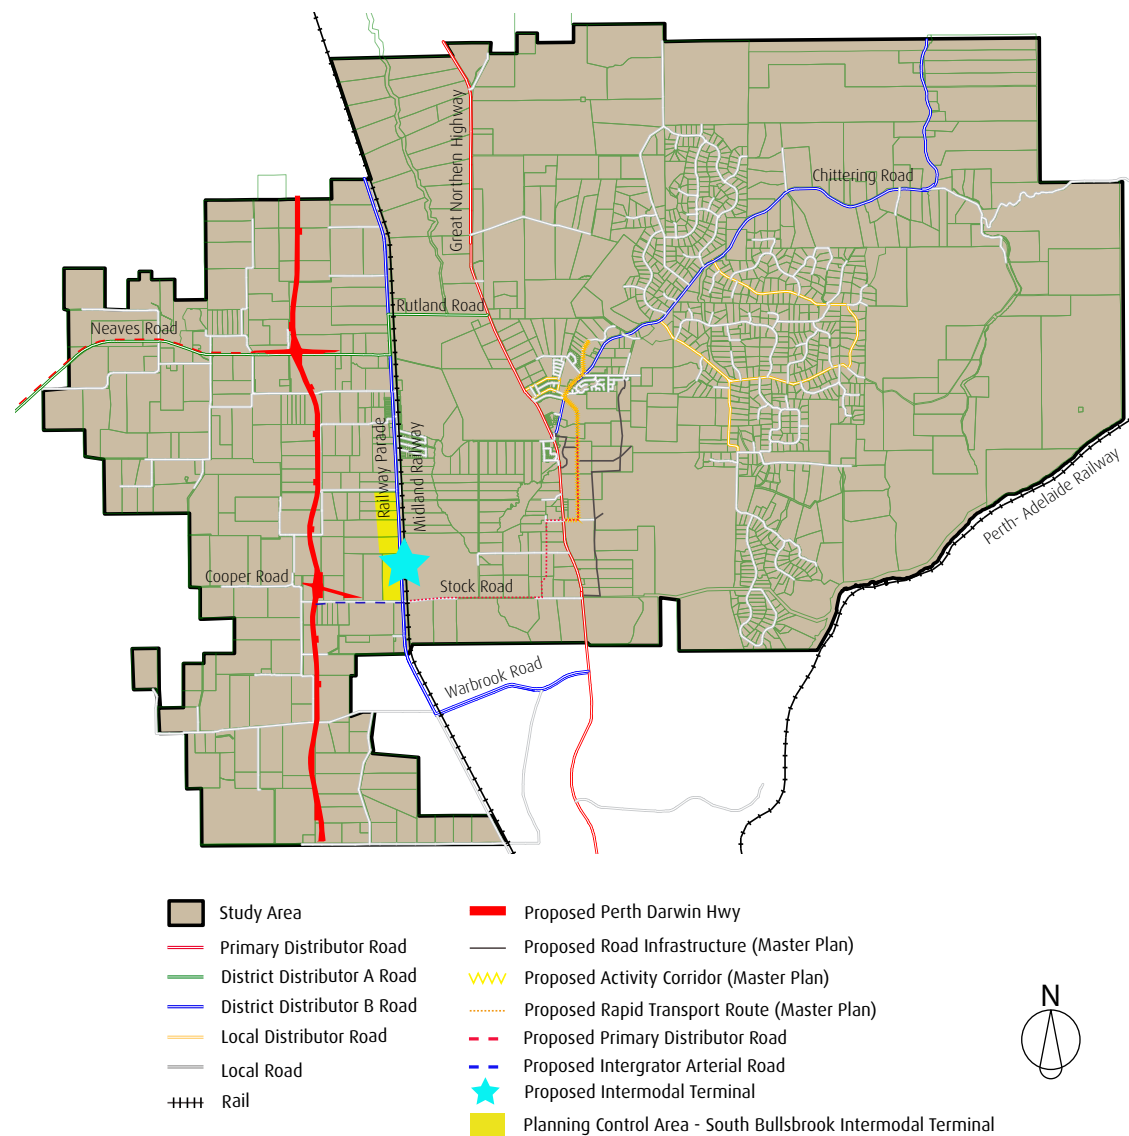 Great Northern Highway
Chittering Road
Rutland Road
Neaves Road
Railway Parade
Midland Railway
Perth- Adelaide Railway
Cooper Road
Stock Road
Warbrook Road
Study Area
Primary Distributor Road
District Distributor A Road
District Distributor B Road
Local Distributor Road
Local Road
Rail
Proposed Perth Darwin Hwy
Proposed Road Infrastructure (Master Plan)
Proposed Activity Corridor (Master Plan)
Proposed Rapid Transport Route (Master Plan)
Proposed Primary Distributor Road
Proposed Intergrator Arterial Road
Proposed Intermodal Terminal
Planning Control Area - South Bullsbrook Intermodal Terminal
N